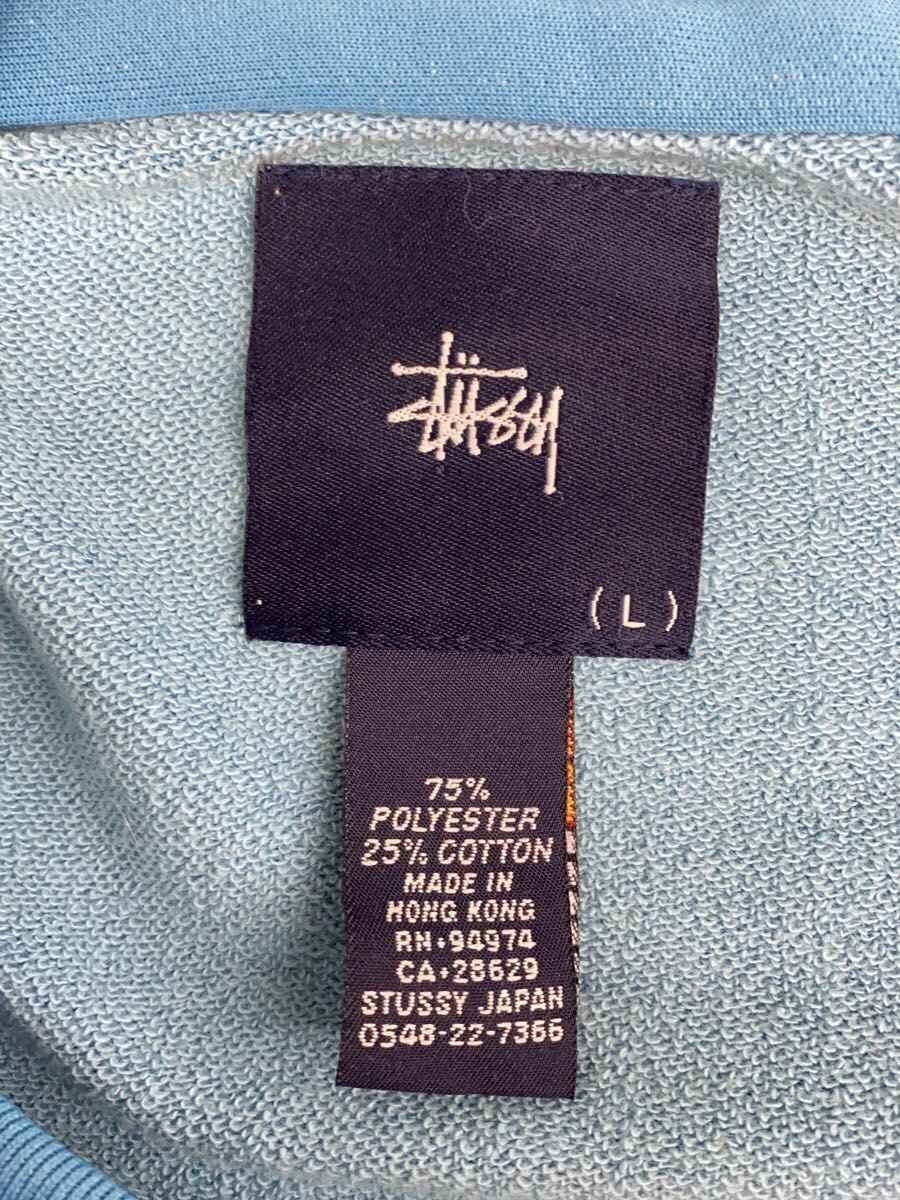 Stüssy
( L )
75%
POLYESTER
25% COTTON
MADE IN
HONG KONG
RN•94974
CA•28629
STUSSY JAPAN
0548-22-7366